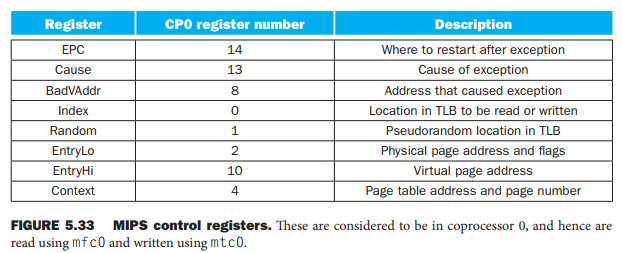 Register CP0 register number Description
EPC 14 Where to restart after exception
Cause 13 Cause of exception
BadVAddr 8 Address that caused exception
Index 0 Location in TLB to be read or written
Random 1 Pseudorandom location in TLB
EntryLo 2 Physical page address and flags
EntryHi 10 Virtual page address
Context 4 Page table address and page number
FIGURE 5.33 MIPS control registers. These are considered to be in coprocessor 0, and hence are
read using mfc0 and written using mtc0.